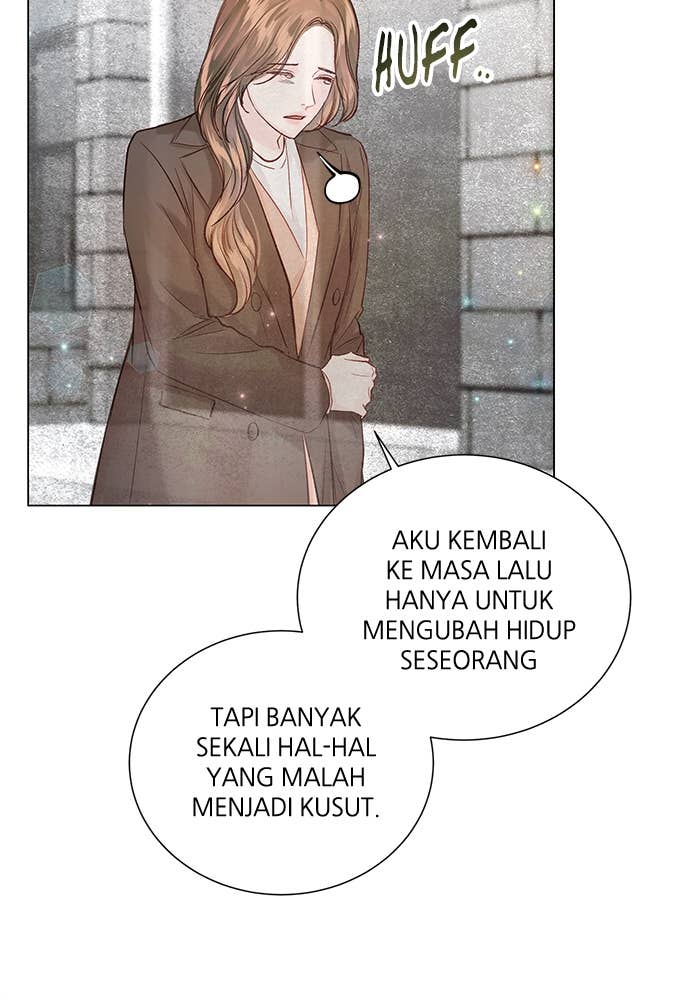 HUFF..
AKU KEMBALI
KE MASA LALU
HANYA UNTUK
MENGUBAH HIDUP
SESEORANG
TAPI BANYAK
SEKALI HAL-HAL
YANG MALAH
MENJADI KUSUT.